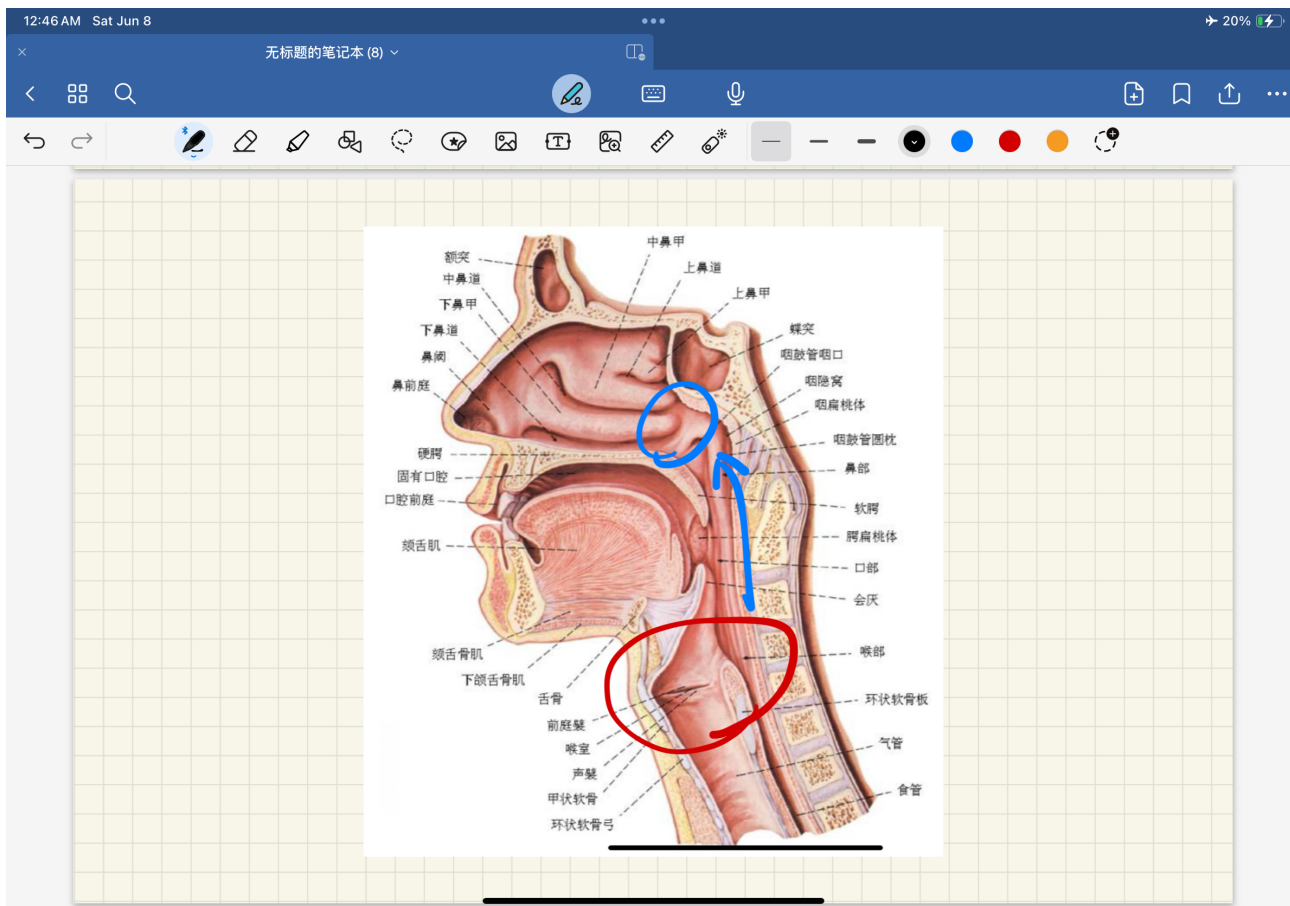 12:46 AM Sat Jun 8
20%
无标题的笔记本 (8)
T
中鼻甲
额突
上鼻道
中鼻道
上鼻甲
下鼻甲
下鼻道
蝶突
鼻阈
咽鼓管咽口
鼻前庭
咽隐窝
咽扁桃体
咽鼓管圆枕
硬腭
鼻部
固有口腔
口腔前庭
软腭
腭扁桃体
颏舌肌
口部
会厌
颏舌骨肌
喉部
下颌舌骨肌
舌骨
环状软骨板
前庭襞
气管
喉室
声襞
食管
甲状软骨
环状软骨弓